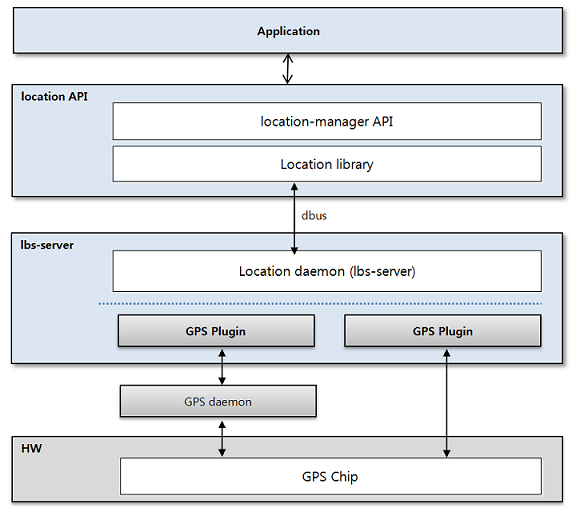 Application
location API
location-manager API
Location library
dbus
lbs-server
Location daemon (lbs-server)
GPS Plugin
GPS Plugin
GPS daemon
HW
GPS Chip